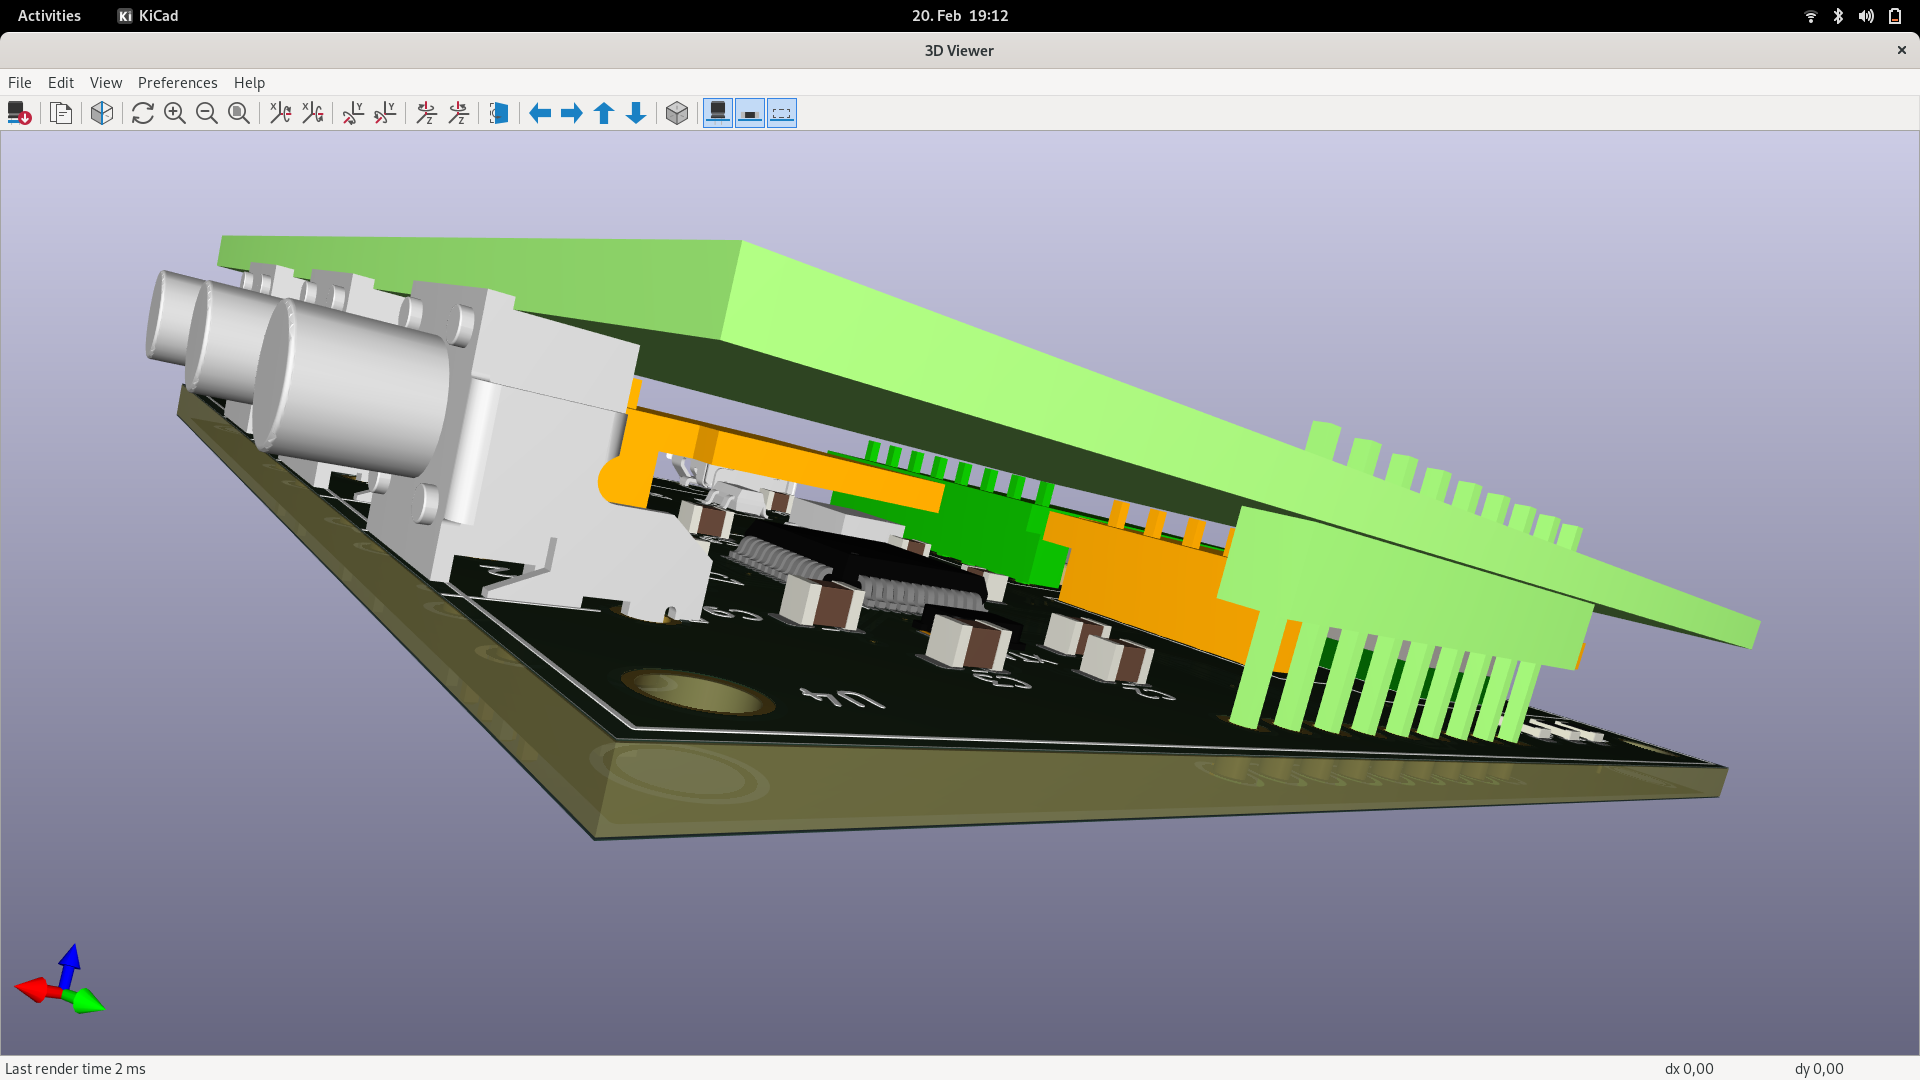 Activities KiCad 20. Feb 19:12
3D Viewer
File Edit View Preferences Help
Last render time 2 ms dx 0,00 dy 0,00